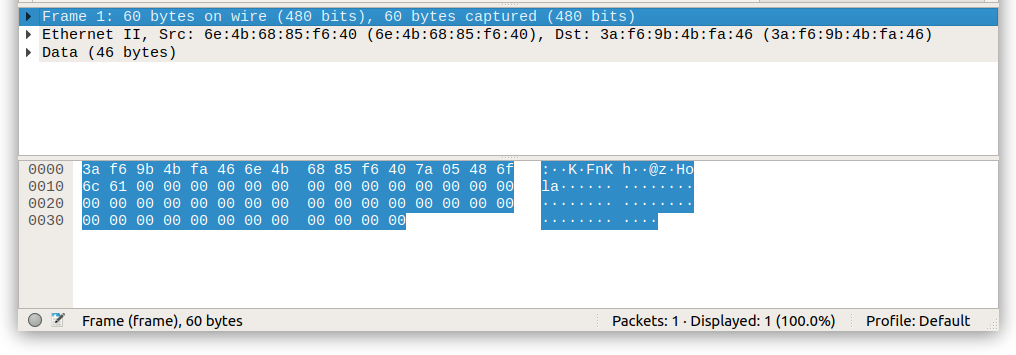 Frame 1: 60 bytes on wire (480 bits), 60 bytes captured (480 bits)
Ethernet II, Src: 6e:4b:68:85:f6:40 (6e:4b:68:85:f6:40), Dst: 3a:f6:9b:4b:fa:46 (3a:f6:9b:4b:fa:46)
Data (46 bytes)
0000 3a f6 9b 4b fa 46 6e 4b 68 85 f6 40 7a 05 48 6f :··K·FnK h··@z·Ho
0010 6c 61 00 00 00 00 00 00 00 00 00 00 00 00 00 00 la······ ········
0020 00 00 00 00 00 00 00 00 00 00 00 00 00 00 00 00 ········ ········
0030 00 00 00 00 00 00 00 00 00 00 00 00 ········ ····
Frame (frame), 60 bytes Packets: 1 · Displayed: 1 (100.0%) Profile: Default